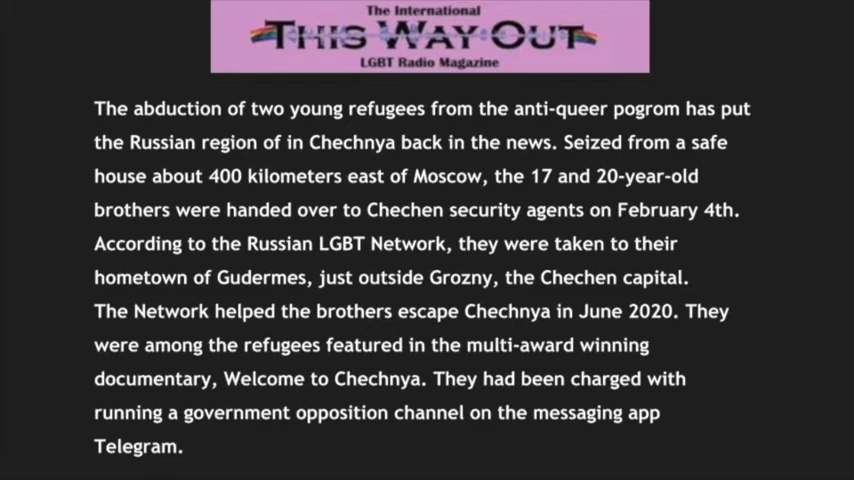 The International
THIS WAY OUT
LGBT Radio Magazine
The abduction of two young refugees from the anti-queer pogrom has put
the Russian region of in Chechnya back in the news. Seized from a safe
house about 400 kilometers east of Moscow, the 17 and 20-year-old
brothers were handed over to Chechen security agents on February 4th.
According to the Russian LGBT Network, they were taken to their
hometown of Gudermes, just outside Grozny, the Chechen capital.
The Network helped the brothers escape Chechnya in June 2020. They
were among the refugees featured in the multi-award winning
documentary, Welcome to Chechnya. They had been charged with
running a government opposition channel on the messaging app
Telegram.